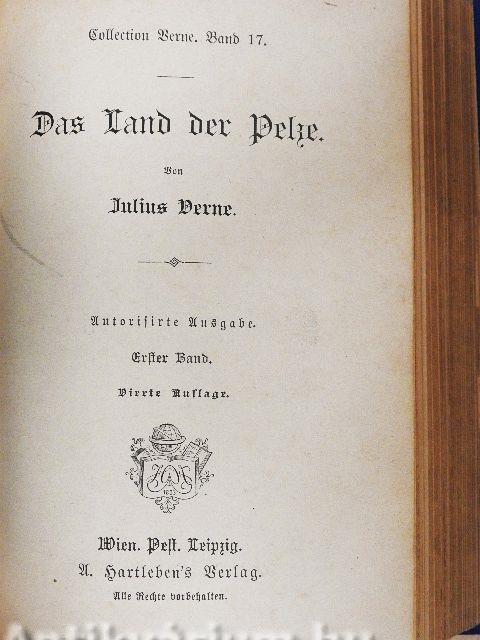 Collection Verne. Band 17.
Das Land der Pelze.
Von
Julius Verne.
Autorisirte Ausgabe.
Erster Band.
Vierte Auflage.
Wien. Pest. Leipzig.
A. Hartleben's Verlag.
Alle Rechte vorbehalten.